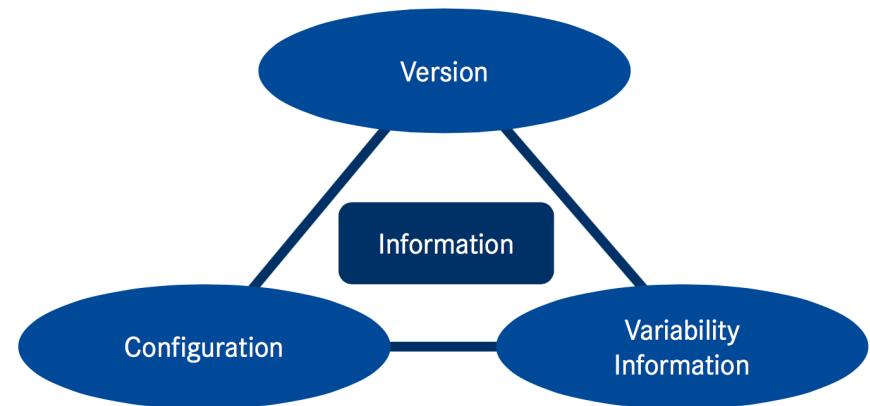 Version
Information
Configuration
Variability
Information